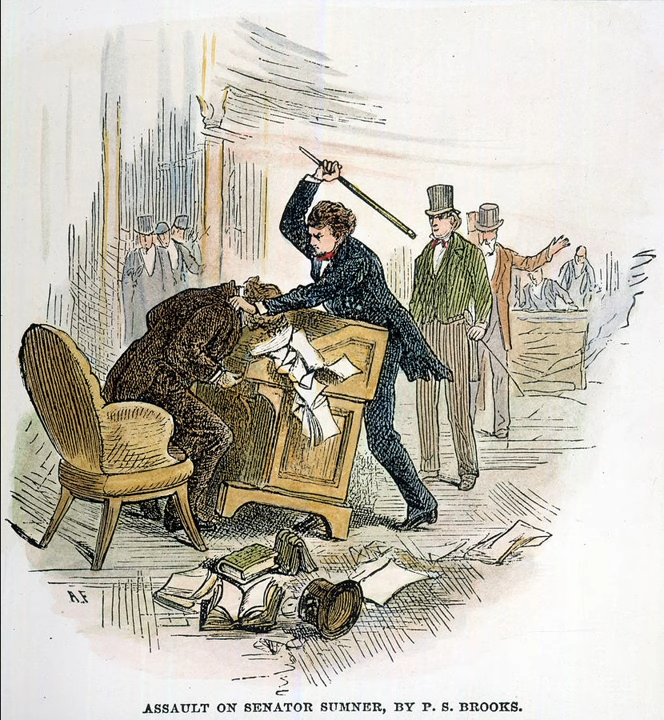 A.F
ASSAULT ON SENATOR SUMNER, BY P. S. BROOKS.